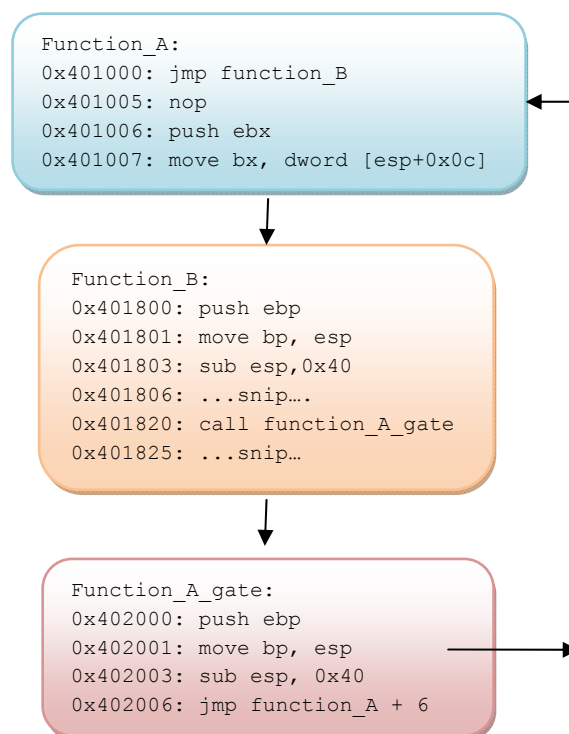 Function_A:
0x401000: jmp function_B
0x401005: nop
0x401006: push ebx
0x401007: move bx, dword [esp+0x0c]
Function_B:
0x401800: push ebp
0x401801: move bp, esp
0x401803: sub esp,0x40
0x401806: ...snip….
0x401820: call function_A_gate
0x401825: ...snip…
Function_A_gate:
0x402000: push ebp
0x402001: move bp, esp
0x402003: sub esp, 0x40
0x402006: jmp function_A + 6